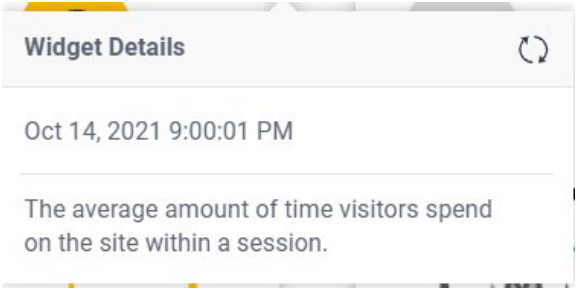 Widget Details
Oct 14, 2021 9:00:01 PM
The average amount of time visitors spend
on the site within a session.